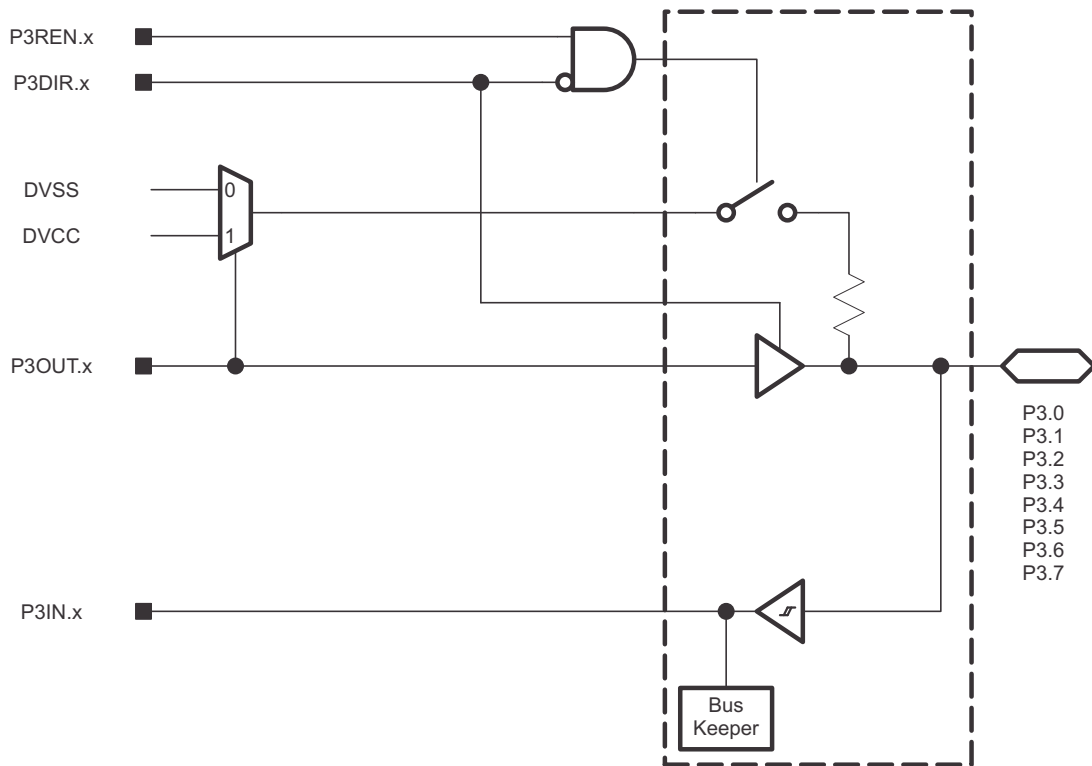 P3REN.x
P3DIR.x
DVSS
0
DVCC
1
P3OUT.x
P3.0
P3.1
P3.2
P3.3
P3.4
P3.5
P3.6
P3.7
P3IN.x
Bus
Keeper